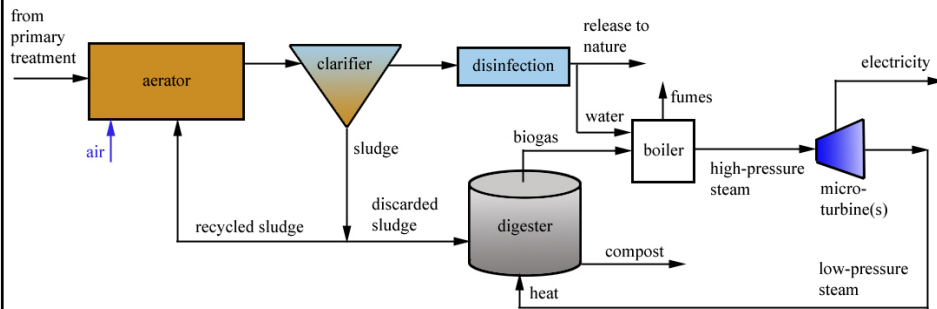 from
primary
treatment
aerator
air
clarifier
disinfection
release to
nature
water
fumes
boiler
electricity
high-pressure
steam
micro-
turbine(s)
biogas
sludge
recycled sludge
discarded
sludge
digester
compost
heat
low-pressure
steam